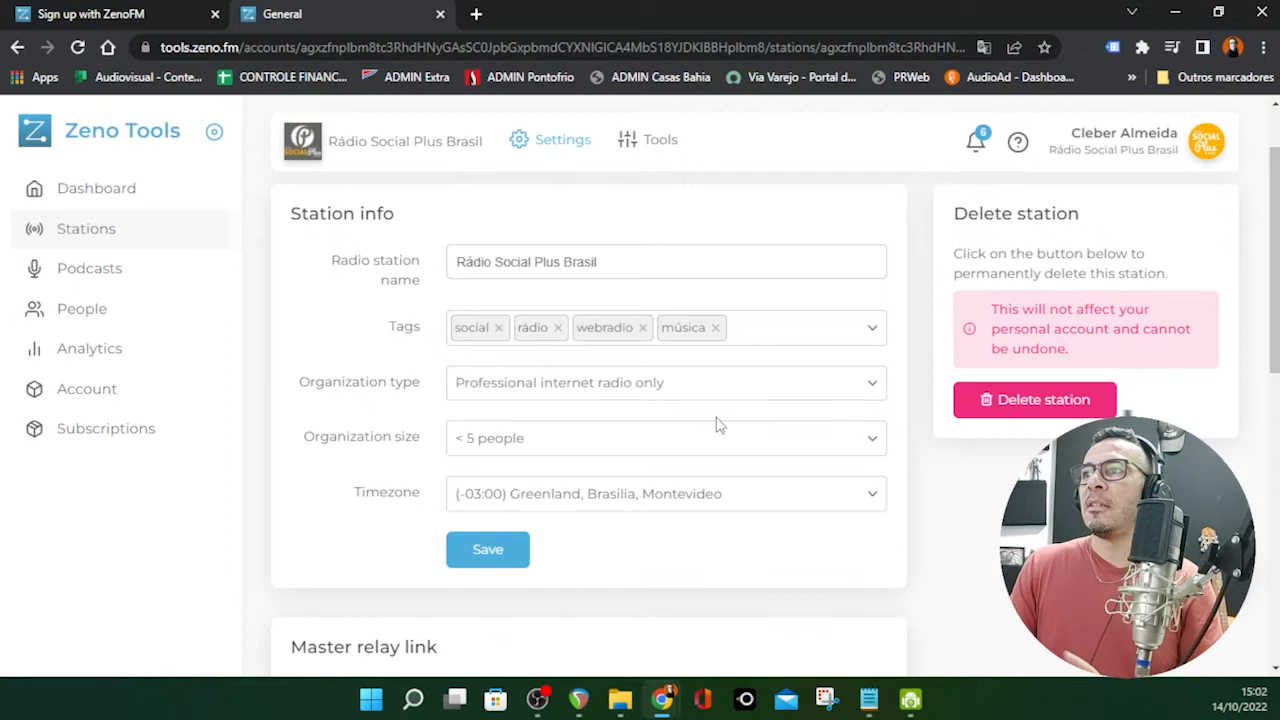 Sign up with ZenoFM
General
tools.zeno.fm/accounts/agxzfnplbm8tc3RhdHNyGAsSC0JpbGxpbmdCYXNlGICA4MbS18YJDKIBBHplbm8/stations/agxzfnplbm8tc3RhdHNyGAsSC0JpbGxpbmdDYXN...
Apps
Audiovisual - Conte...
CONTROLE FINANC...
ADMIN Extra
ADMIN Pontofrio
ADMIN Casas Bahia
Via Varejo - Portal d...
PRWeb
AudioAd - Dashboa...
»
Outros marcadores
Zeno Tools
Dashboard
Stations
Podcasts
People
Analytics
Account
Subscriptions
Rádio Social Plus Brasil
Settings
Tools
6
Cleber Almeida
Rádio Social Plus Brasil
SOCIAL
Plus
Station info
Radio station
name
Rádio Social Plus Brasil
Tags
social ×
rádio ×
webradio ×
música ×
Organization type
Professional internet radio only
Organization size
< 5 people
Timezone
(-03:00) Greenland, Brasilia, Montevideo
Save
Master relay link
Delete station
Click on the button below to
permanently delete this station.
This will not affect your
personal account and cannot
be undone.
Delete station
15:02
14/10/2022